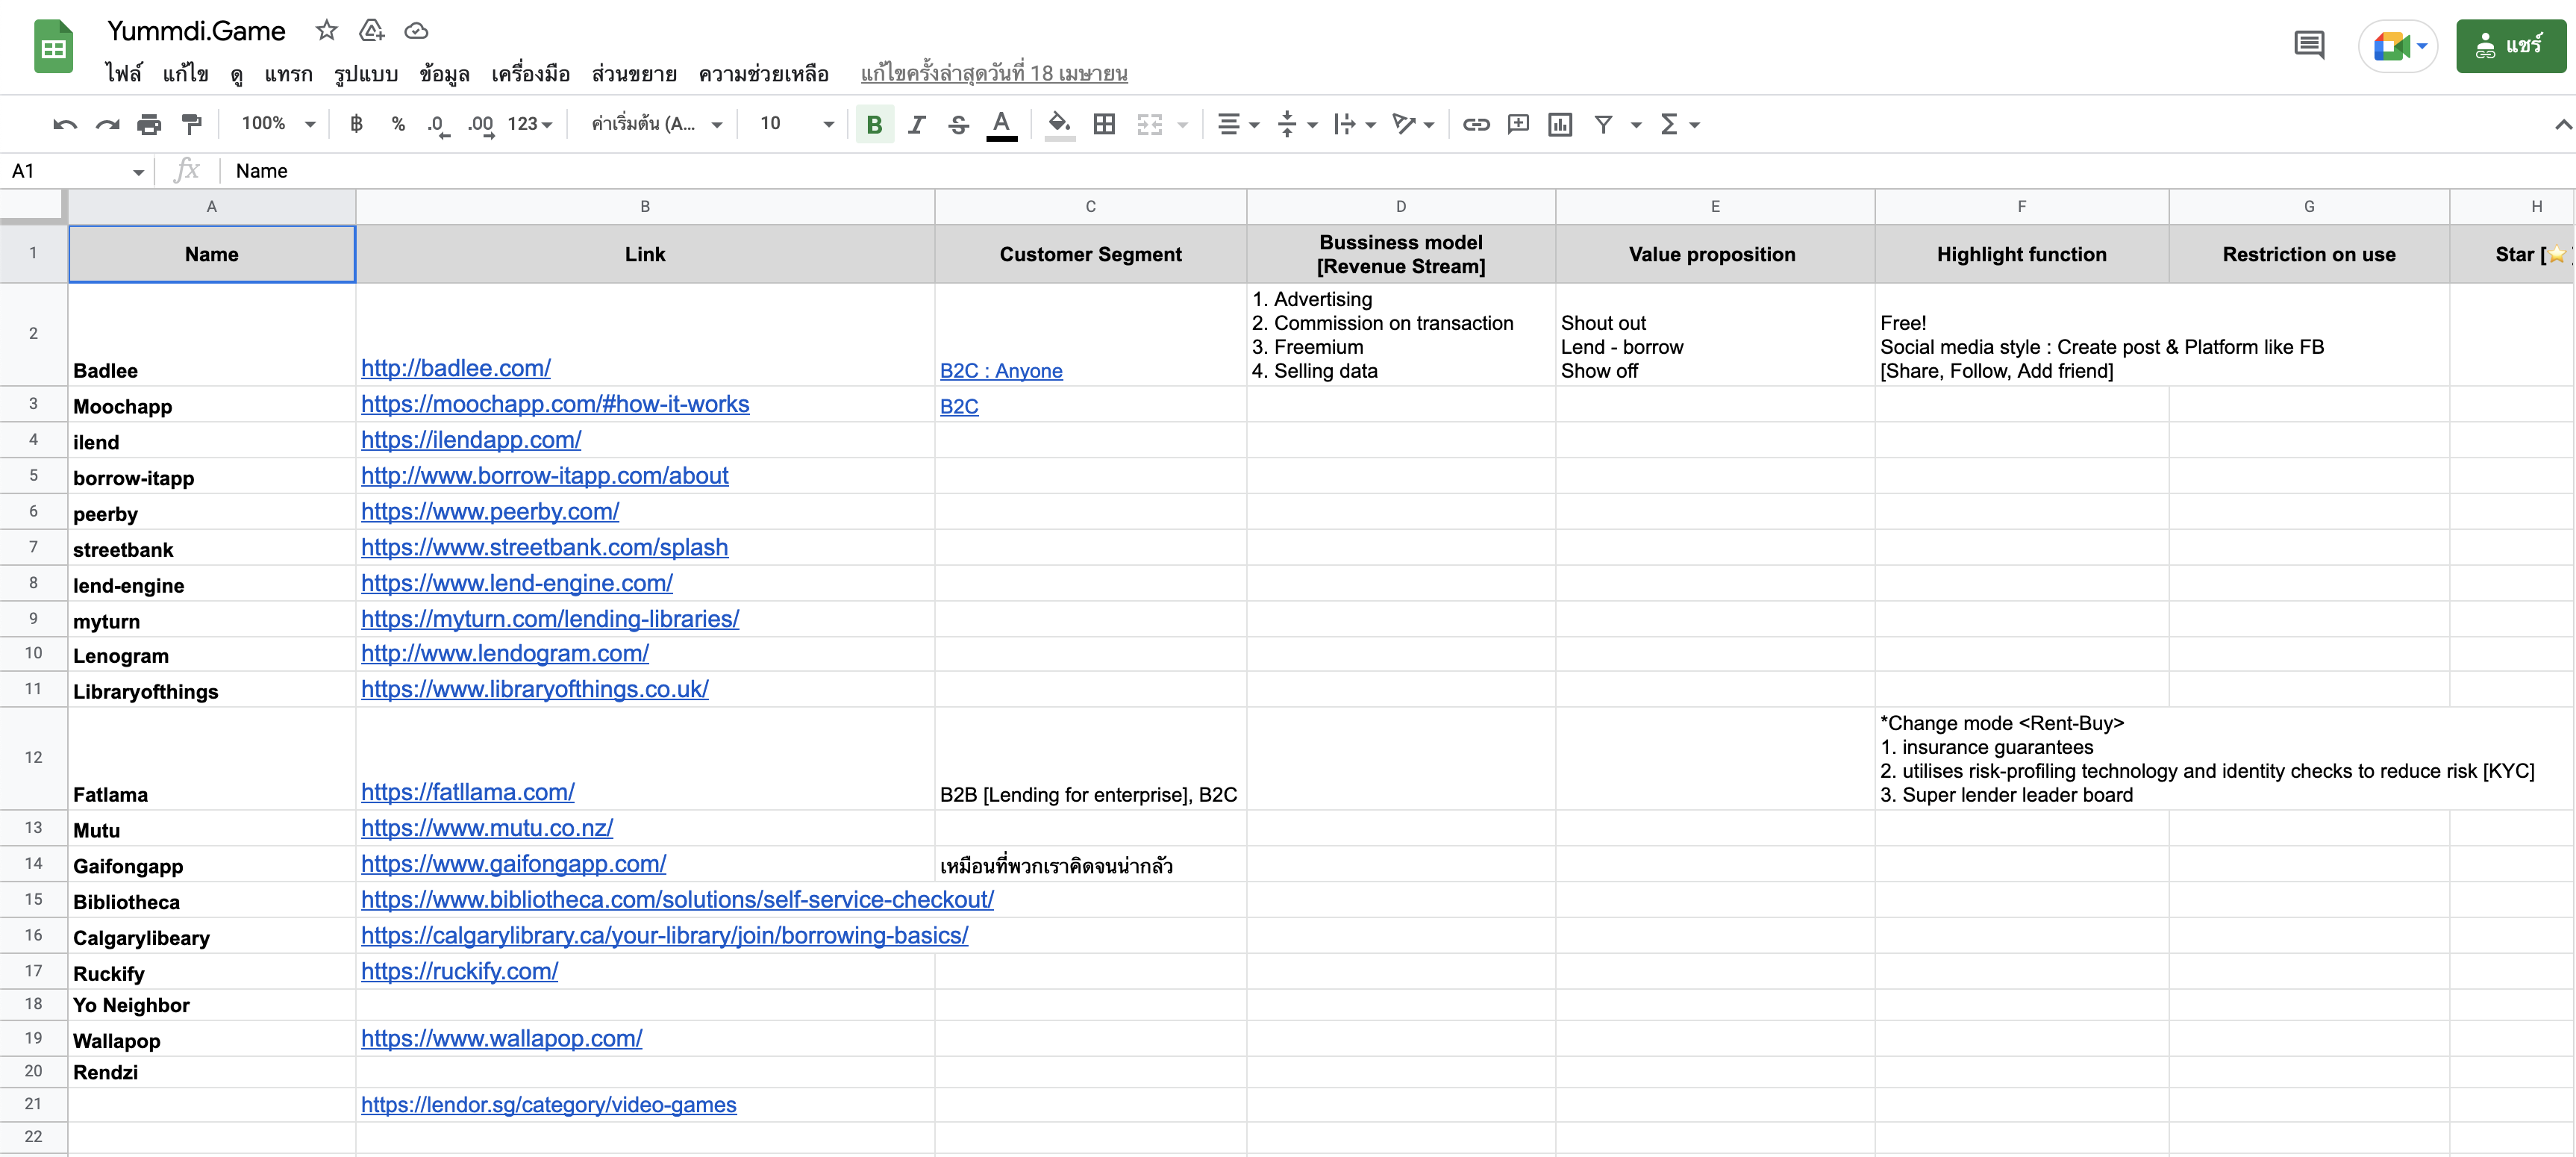 Yummdi.Game
ไฟล์ แก้ไข ดู แทรก รูปแบบ ข้อมูล เครื่องมือ ส่วนขยาย ความช่วยเหลือ แก้ไขครั้งล่าสุดวันที่ 18 เมษายน
แชร์
100% ฿ % .0 .00 123 ค่าเริ่มต้น (A... 10 B I S A
A1 fx Name
A B C D E F G H
1 Name Link Customer Segment Bussiness model Value proposition Highlight function Restriction on use Star [⭐
[Revenue Stream]
1. Advertising
2. Commission on transaction Shout out Free!
2 3. Freemium Lend - borrow Social media style : Create post & Platform like FB
Badlee http://badlee.com/ B2C : Anyone 4. Selling data Show off [Share, Follow, Add friend]
3 Moochapp https://moochapp.com/#how-it-works B2C
4 ilend https://ilendapp.com/
5 borrow-itapp http://www.borrow-itapp.com/about
6 peerby https://www.peerby.com/
7 streetbank https://www.streetbank.com/splash
8 lend-engine https://www.lend-engine.com/
9 myturn https://myturn.com/lending-libraries/
10 Lenogram http://www.lendogram.com/
11 Libraryofthings https://www.libraryofthings.co.uk/
*Change mode <Rent-Buy>
12 1. insurance guarantees
2. utilises risk-profiling technology and identity checks to reduce risk [KYC]
Fatlama https://fatllama.com/ B2B [Lending for enterprise], B2C 3. Super lender leader board
13 Mutu https://www.mutu.co.nz/
14 Gaifongapp https://www.gaifongapp.com/ เหมือนที่พวกเราคิดจนน่ากลัว
15 Bibliotheca https://www.bibliotheca.com/solutions/self-service-checkout/
16 Calgarylibeary https://calgarylibrary.ca/your-library/join/borrowing-basics/
17 Ruckify https://ruckify.com/
18 Yo Neighbor
19 Wallapop https://www.wallapop.com/
20 Rendzi
21 https://lendor.sg/category/video-games
22